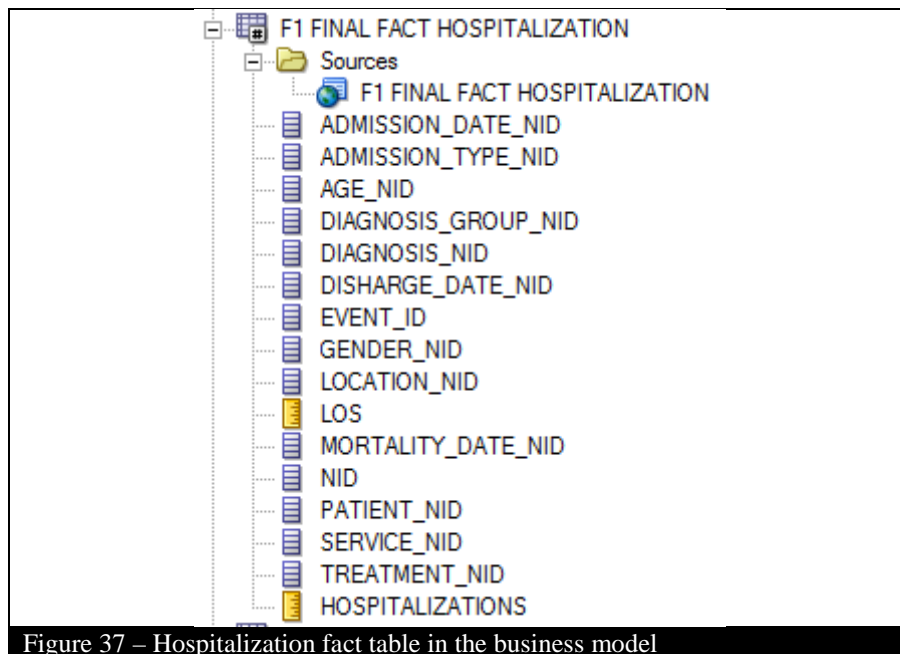 F1 FINAL FACT HOSPITALIZATION
Sources
F1 FINAL FACT HOSPITALIZATION
ADMISSION_DATE_NID
ADMISSION_TYPE_NID
AGE_NID
DIAGNOSIS_GROUP_NID
DIAGNOSIS_NID
DISHARGE_DATE_NID
EVENT_ID
GENDER_NID
LOCATION_NID
LOS
MORTALITY_DATE_NID
NID
PATIENT_NID
SERVICE_NID
TREATMENT_NID
HOSPITALIZATIONS
Figure 37 – Hospitalization fact table in the business model